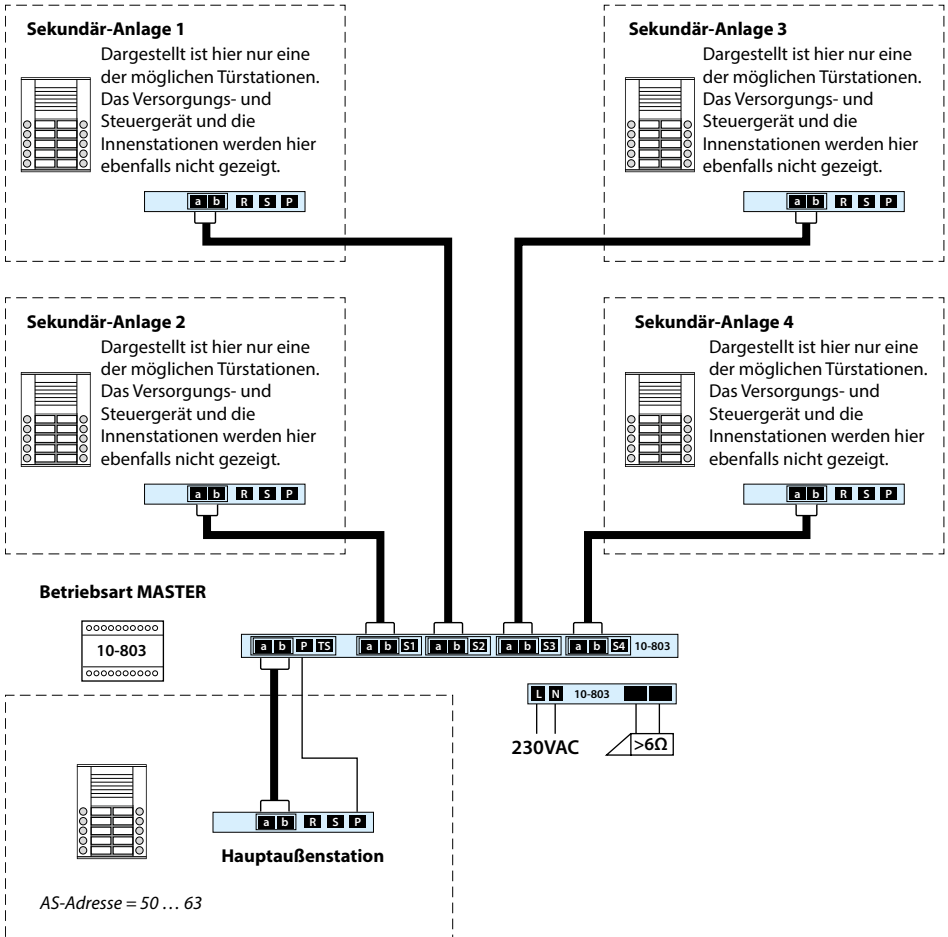 Sekundär-Anlage 1
Dargestellt ist hier nur eine
der möglichen Türstationen.
Das Versorgungs- und
Steuergerät und die
Innenstationen werden hier
ebenfalls nicht gezeigt.
a b R S P
Sekundär-Anlage 3
Dargestellt ist hier nur eine
der möglichen Türstationen.
Das Versorgungs- und
Steuergerät und die
Innenstationen werden hier
ebenfalls nicht gezeigt.
a b R S P
Sekundär-Anlage 2
Dargestellt ist hier nur eine
der möglichen Türstationen.
Das Versorgungs- und
Steuergerät und die
Innenstationen werden hier
ebenfalls nicht gezeigt.
a b R S P
Sekundär-Anlage 4
Dargestellt ist hier nur eine
der möglichen Türstationen.
Das Versorgungs- und
Steuergerät und die
Innenstationen werden hier
ebenfalls nicht gezeigt.
a b R S P
Betriebsart MASTER
10-803
a b P TS a b S1 a b S2 a b S3 a b S4 10-803
L N 10-803
230VAC >6Ω
a b R S P
Hauptaußenstation
AS-Adresse = 50 … 63